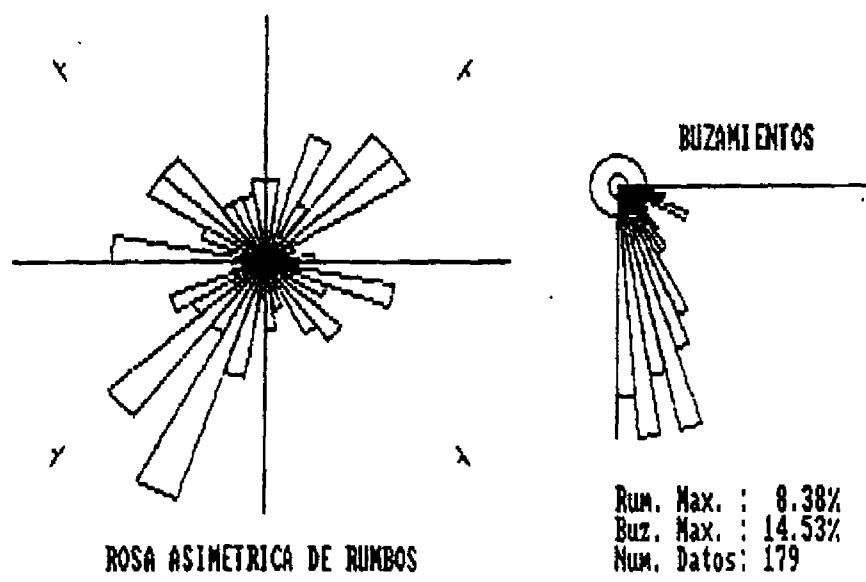 BUZAMIENTOS
ROSA ASIMETRICA DE RUMBOS
Rum. Max. : 8.38%
Buz. Max. : 14.53%
Num. Datos: 179